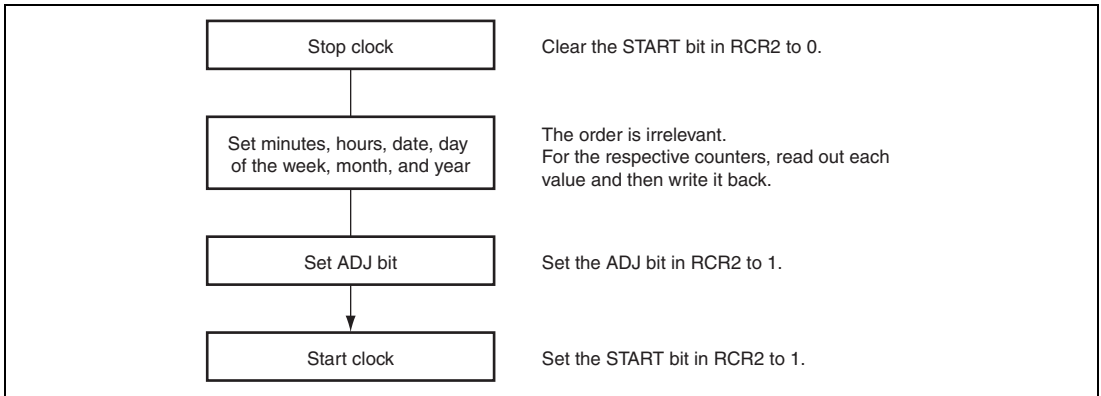 Stop clock
Clear the START bit in RCR2 to 0.
Set minutes, hours, date, day
of the week, month, and year
The order is irrelevant.
For the respective counters, read out each
value and then write it back.
Set ADJ bit
Set the ADJ bit in RCR2 to 1.
Start clock
Set the START bit in RCR2 to 1.